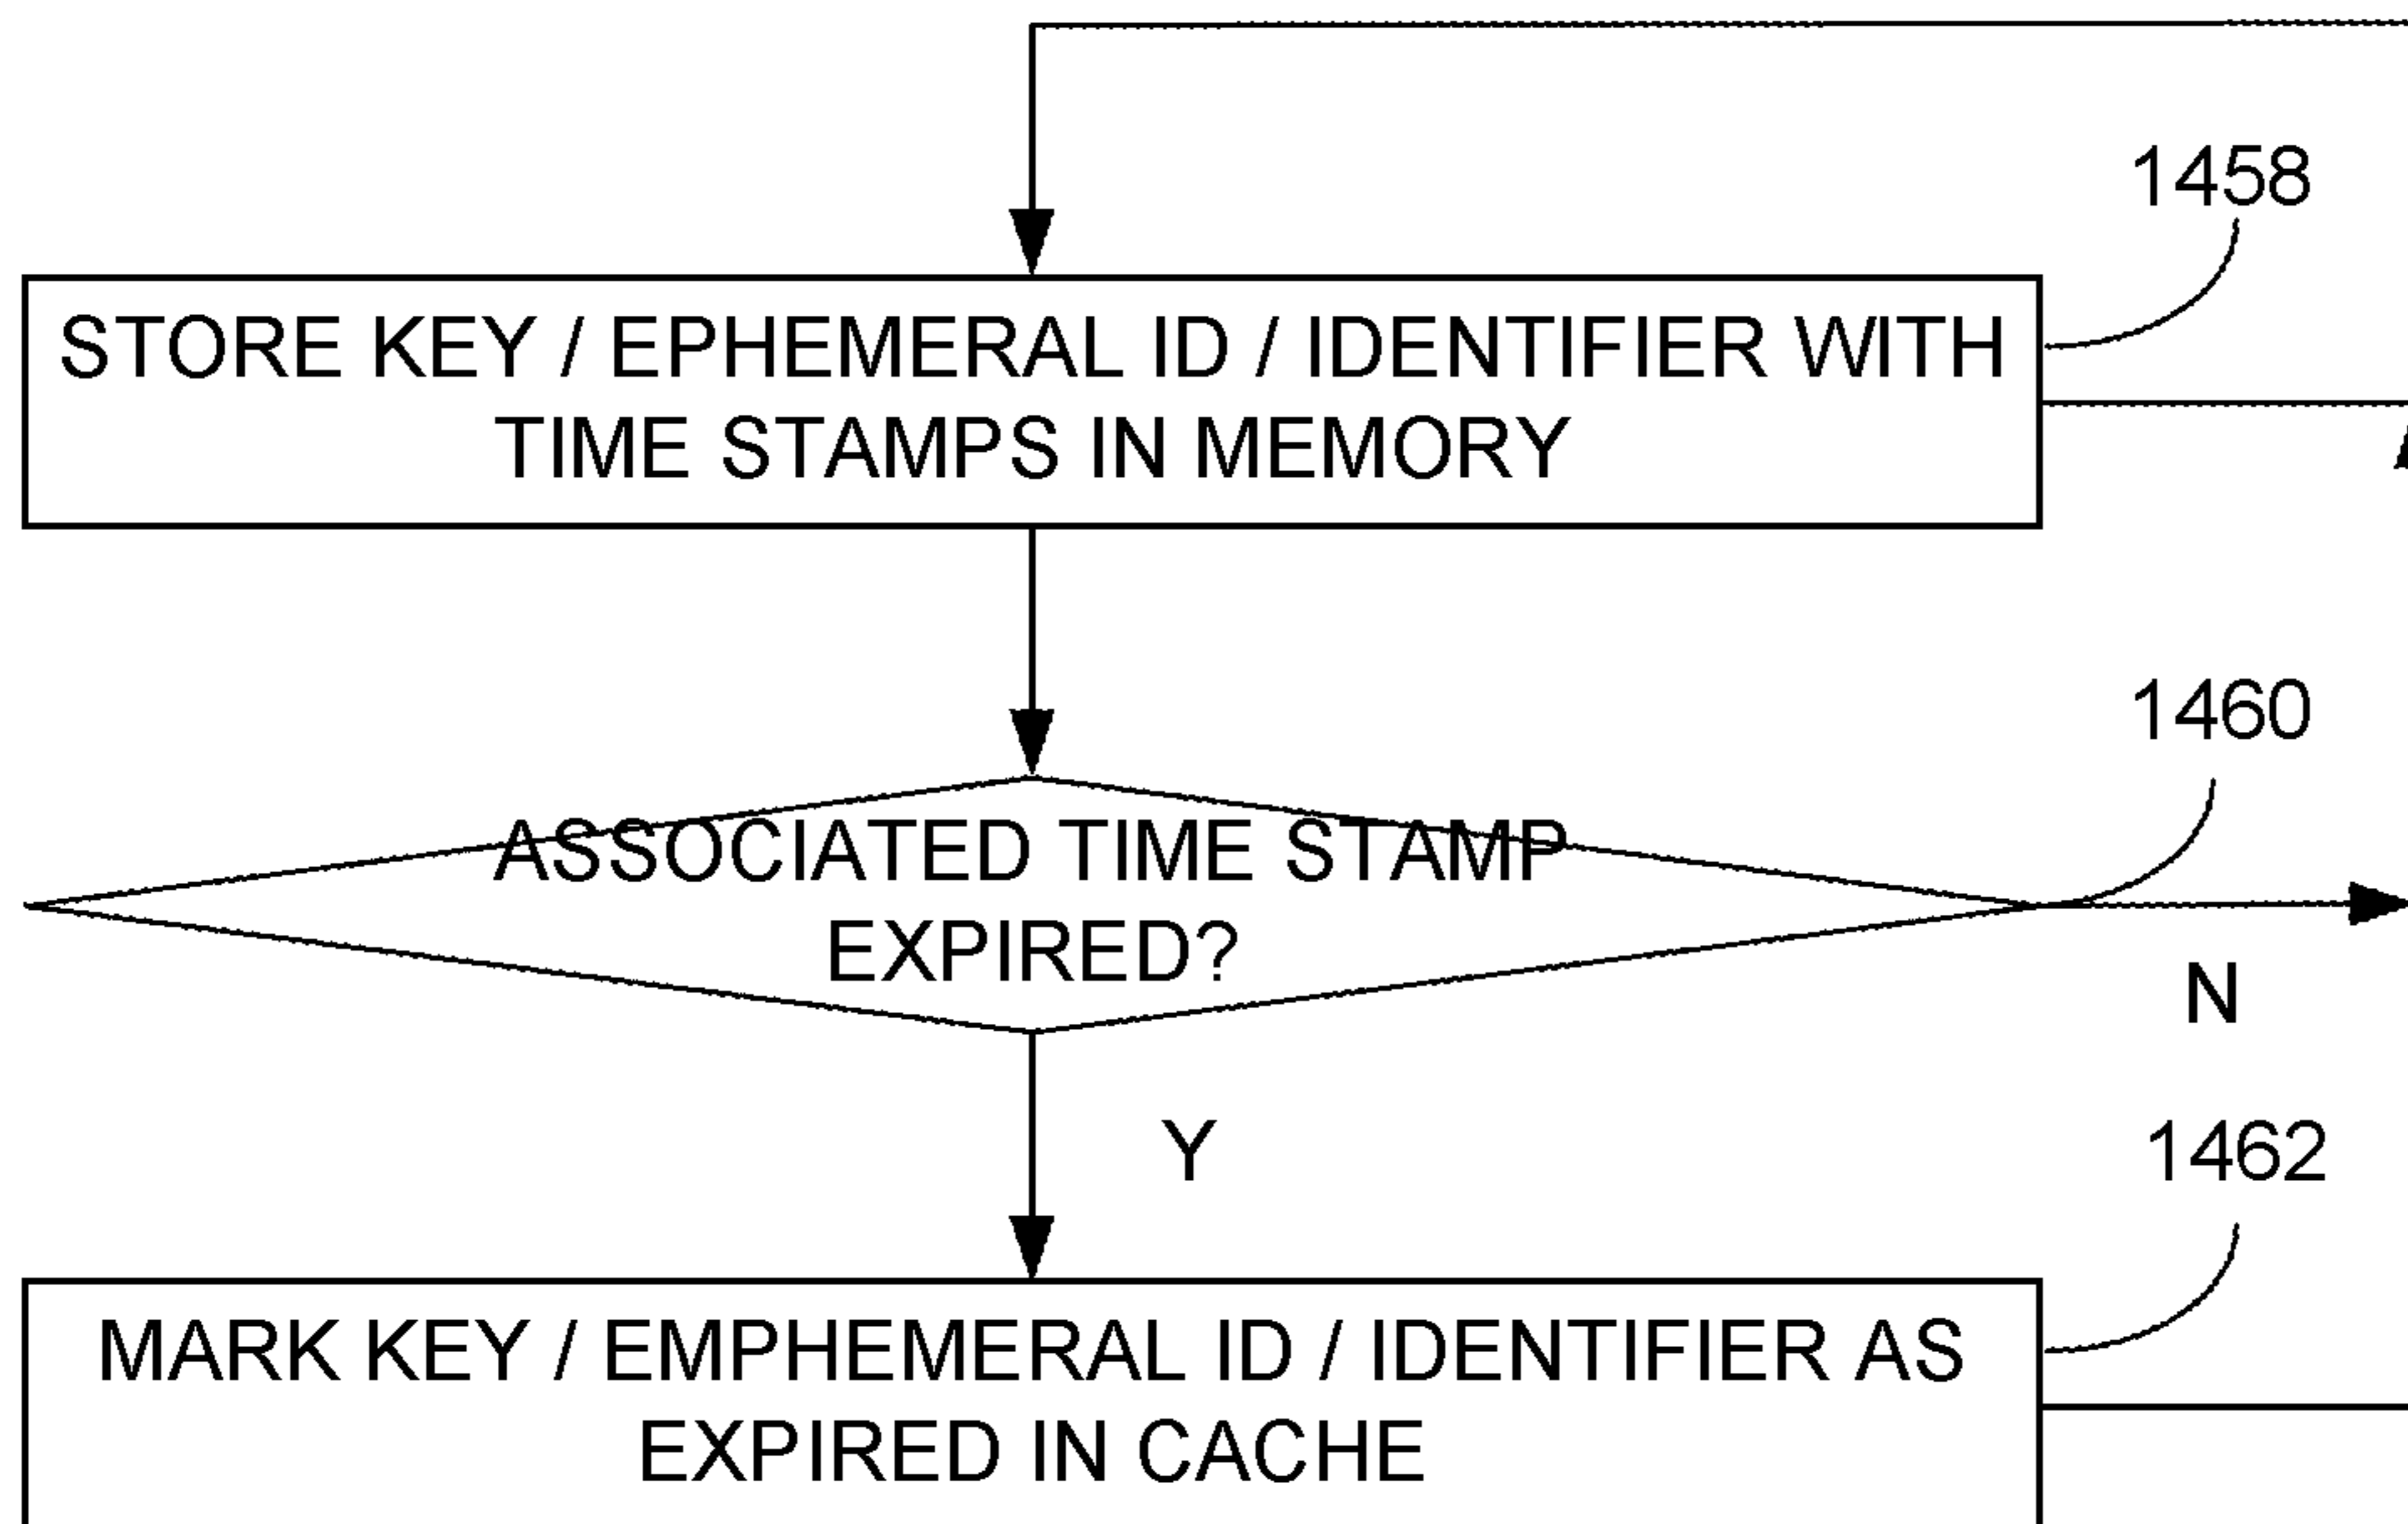 1458
STORE KEY / EPHEMERAL ID / IDENTIFIER WITH
TIME STAMPS IN MEMORY
1460
ASSOCIATED TIME STAMP
EXPIRED?
N
Y
1462
MARK KEY / EMPHEMERAL ID / IDENTIFIER AS
EXPIRED IN CACHE